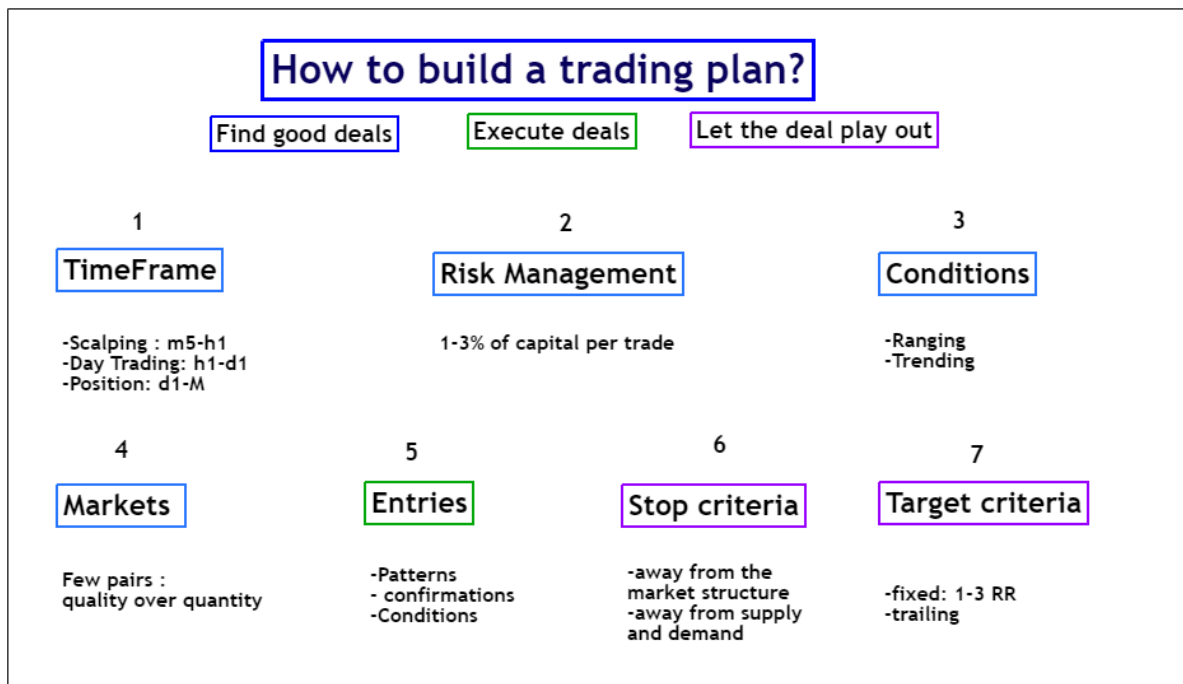 How to build a trading plan?
Find good deals
Execute deals
Let the deal play out
1
TimeFrame
-Scalping : m5-h1
-Day Trading: h1-d1
-Position: d1-M
2
Risk Management
1-3% of capital per trade
3
Conditions
-Ranging
-Trending
4
Markets
Few pairs :
quality over quantity
5
Entries
-Patterns
- confirmations
-Conditions
6
Stop criteria
-away from the
market structure
-away from supply
and demand
7
Target criteria
-fixed: 1-3 RR
-trailing